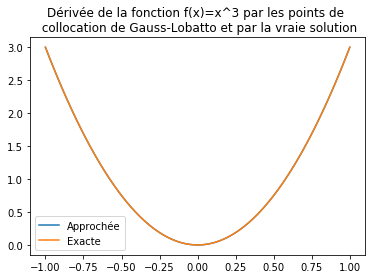 Dérivée de la fonction f(x)=x^3 par les points de
collocation de Gauss-Lobatto et par la vraie solution
3.0
2.5
2.0
1.5
1.0
0.5
0.0
Approchée
Exacte
−1.00 −0.75 −0.50 −0.25 0.00 0.25 0.50 0.75 1.00